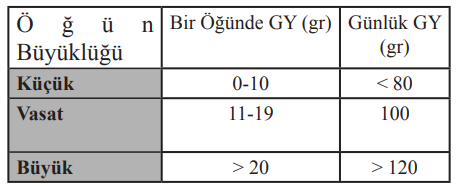 Ö ğ ü n Bir Öğünde GY (gr) Günlük GY
Büyüklüğü (gr)
Küçük 0-10 < 80
Vasat 11-19 100
Büyük > 20 > 120